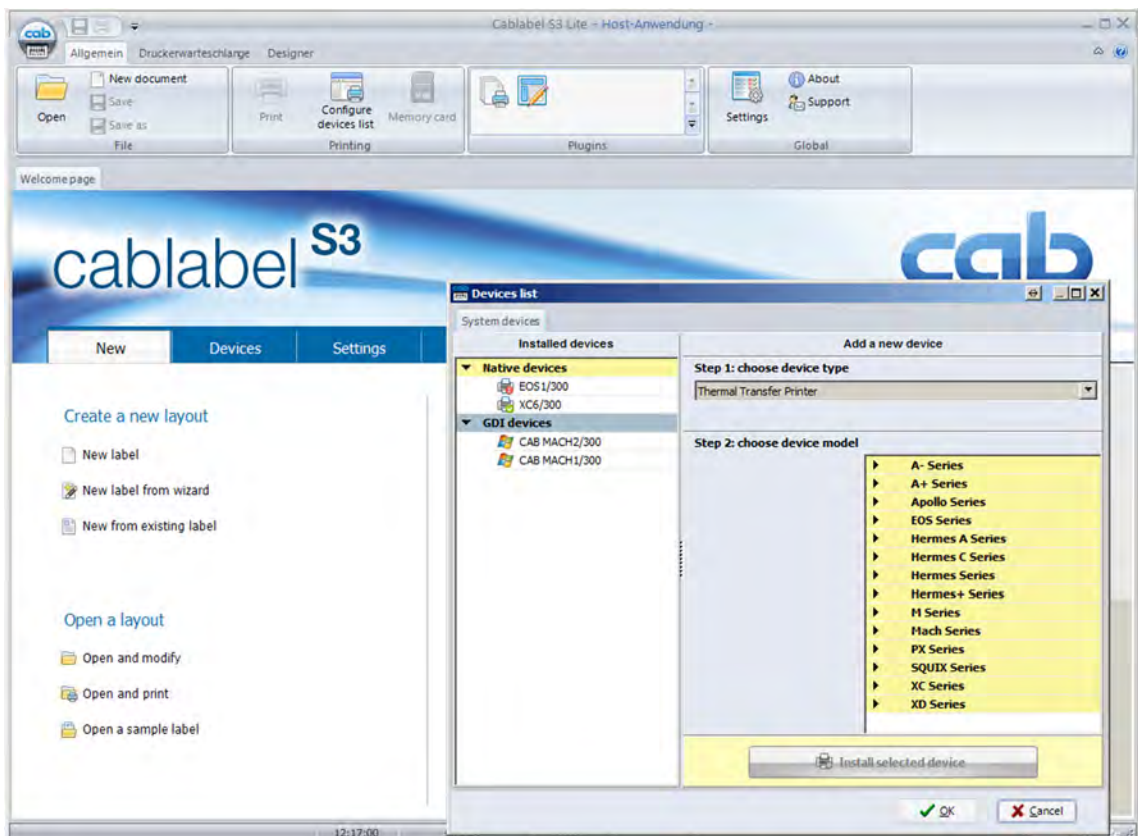 cab
Cablabel S3 Lite - Host-Anwendung -
Allgemein Druckerwarteschlange Designer
Open
New document
Save
Save as
File
Print
Configure
devices list
Memory card
Printing
Plugins
Settings
About
Support
Global
Welcome page
cablabel S3
cab
New Devices Settings
Create a new layout
New label
New label from wizard
New from existing label
Open a layout
Open and modify
Open and print
Open a sample label
Devices list
System devices
Installed devices
Native devices
EOS1/300
XC6/300
GDI devices
CAB MACH2/300
CAB MACH1/300
Add a new device
Step 1: choose device type
Thermal Transfer Printer
Step 2: choose device model
A- Series
A+ Series
Apollo Series
EOS Series
Hermes A Series
Hermes C Series
Hermes Series
Hermes+ Series
M Series
Mach Series
PX Series
SQUIX Series
XC Series
XD Series
Install selected device
OK Cancel
12:17:00